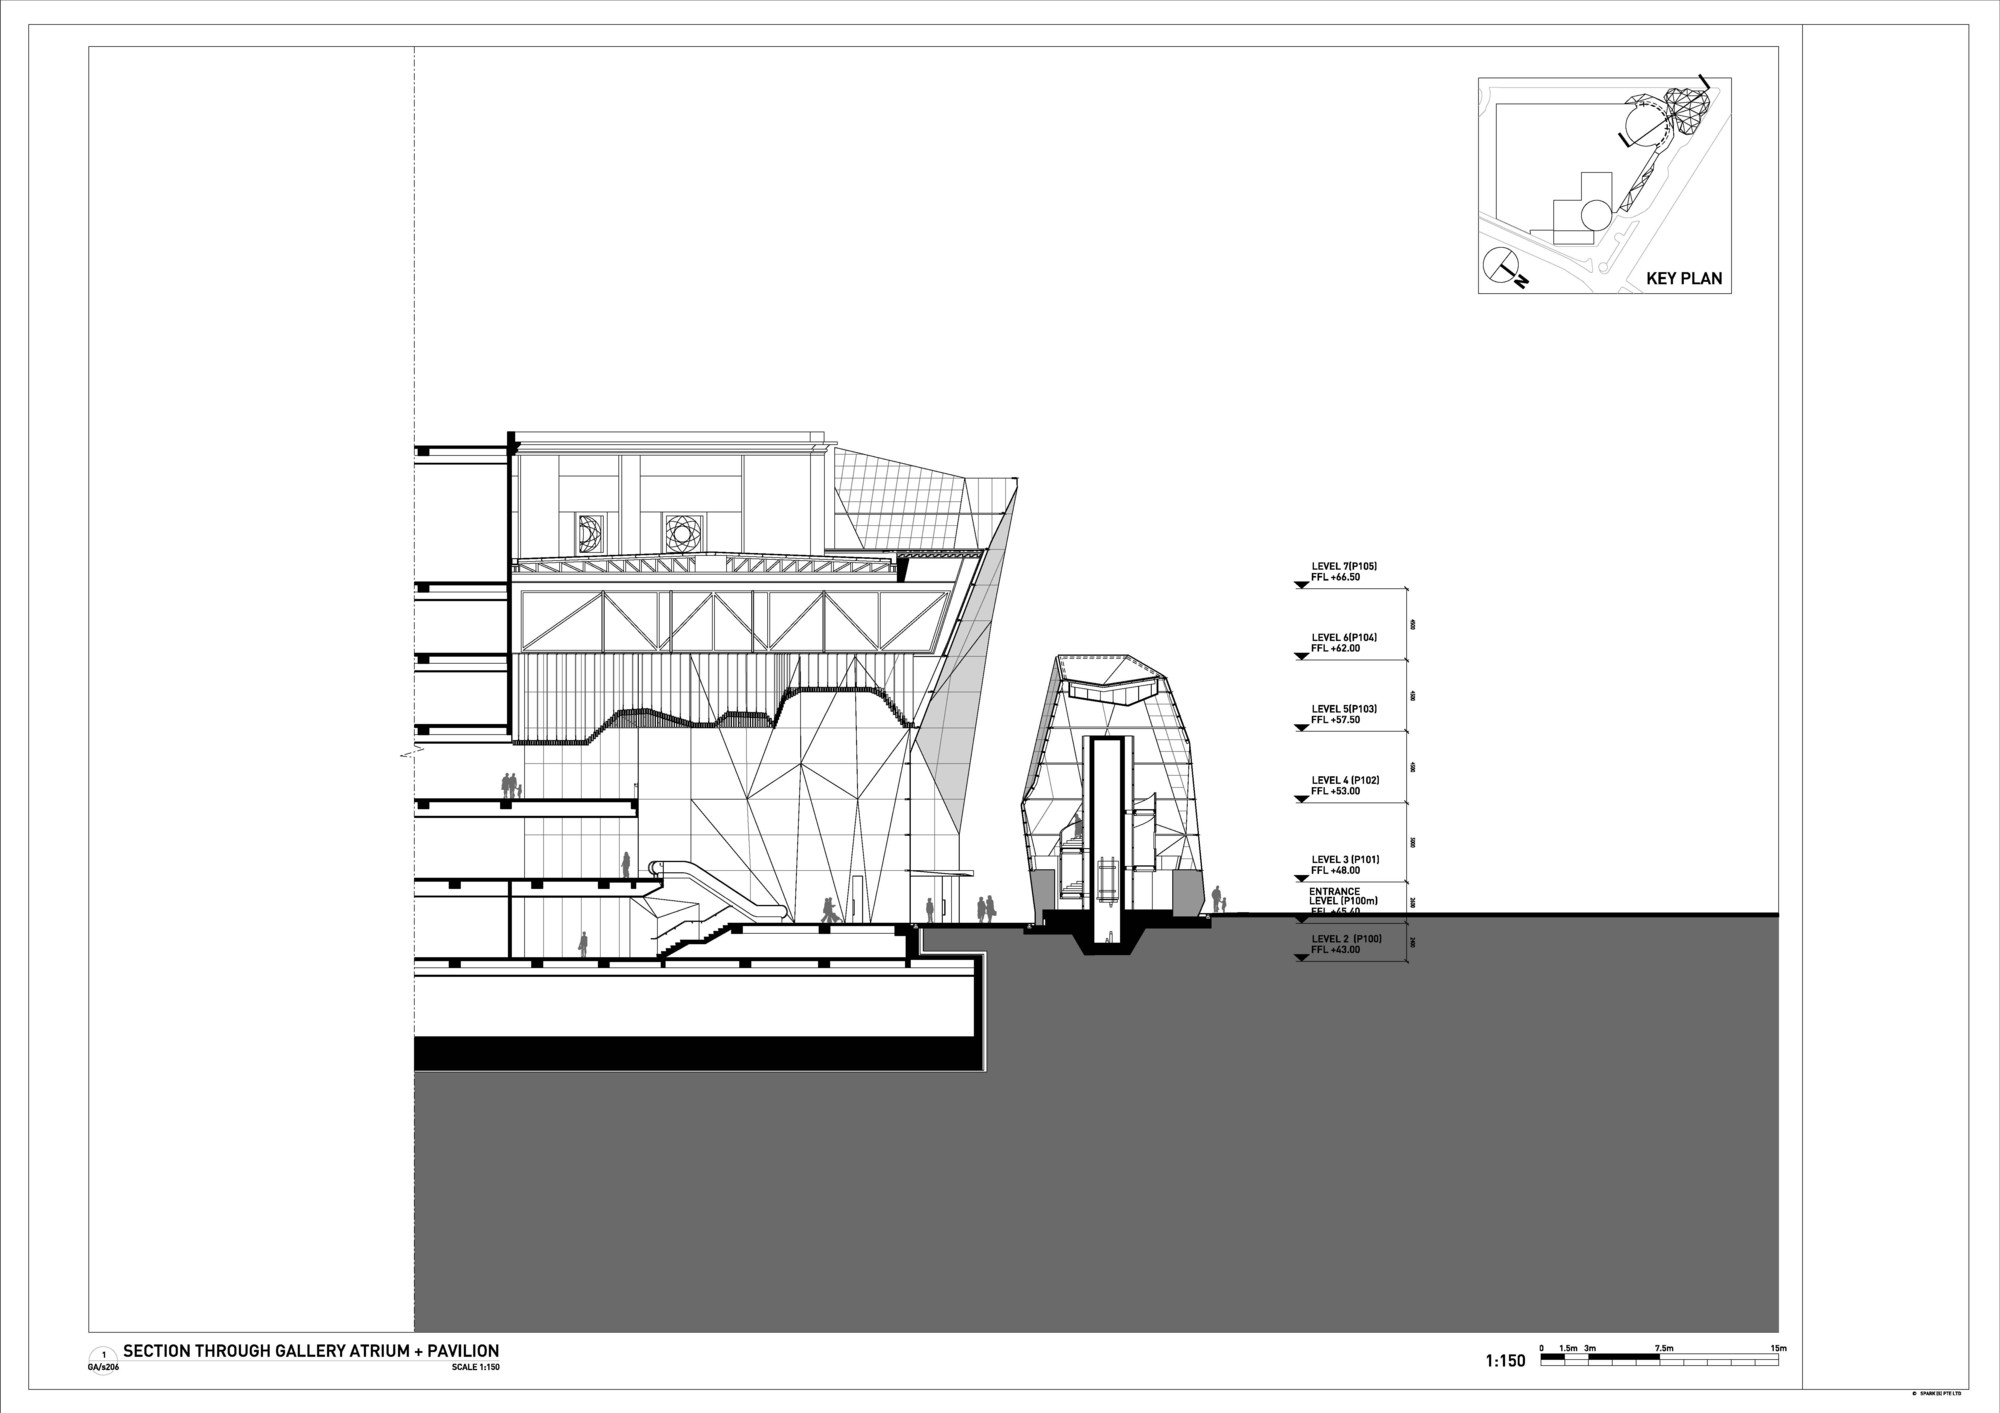 KEY PLAN
N
LEVEL 7(P105)
FFL +66.50
4500
LEVEL 6(P104)
FFL +62.00
4500
LEVEL 5(P103)
FFL +57.50
4500
LEVEL 4 (P102)
FFL +53.00
5000
LEVEL 3 (P101)
FFL +48.00
ENTRANCE
LEVEL (P100m)
FFL +45.40
2600
LEVEL 2 (P100)
FFL +43.00
2400
1
GA/s206
SECTION THROUGH GALLERY ATRIUM + PAVILION
SCALE 1:150
1:150
0 1.5m 3m 7.5m 15m
© SPARK (S) PTE LTD